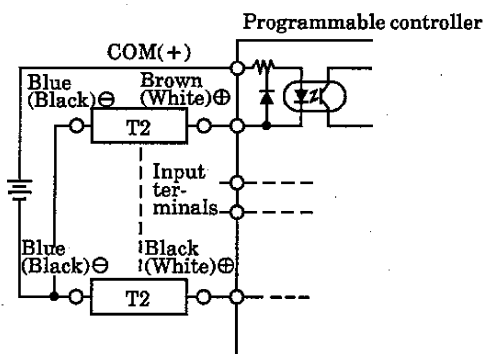 Programmable controller
COM(+)
Blue
(Black)⊖
Brown
(White)⊕
T2
Input
ter-
minals
Blue
(Black)⊖
Black
(White)⊕
T2